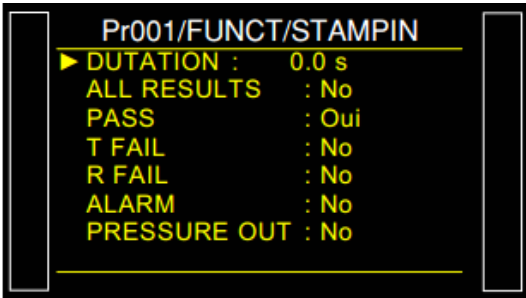 Pr001/FUNCT/STAMPIN
▶ DUTATION : 0.0 s
ALL RESULTS : No
PASS : Oui
T FAIL : No
R FAIL : No
ALARM : No
PRESSURE OUT : No